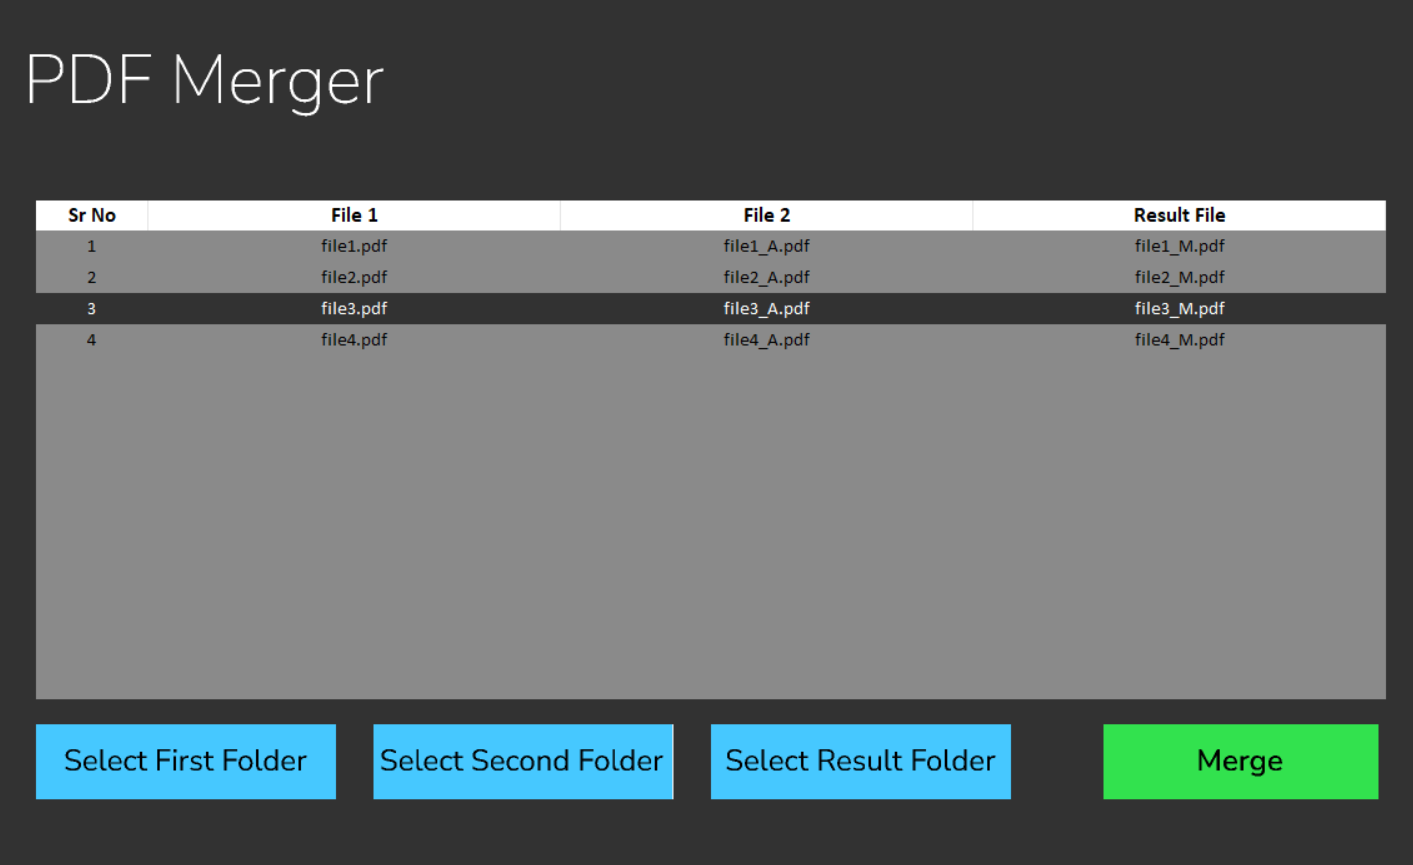 PDF Merger
Sr No File 1 File 2 Result File
1 file1.pdf file1_A.pdf file1_M.pdf
2 file2.pdf file2_A.pdf file2_M.pdf
3 file3.pdf file3_A.pdf file3_M.pdf
4 file4.pdf file4_A.pdf file4_M.pdf
Select First Folder Select Second Folder Select Result Folder Merge